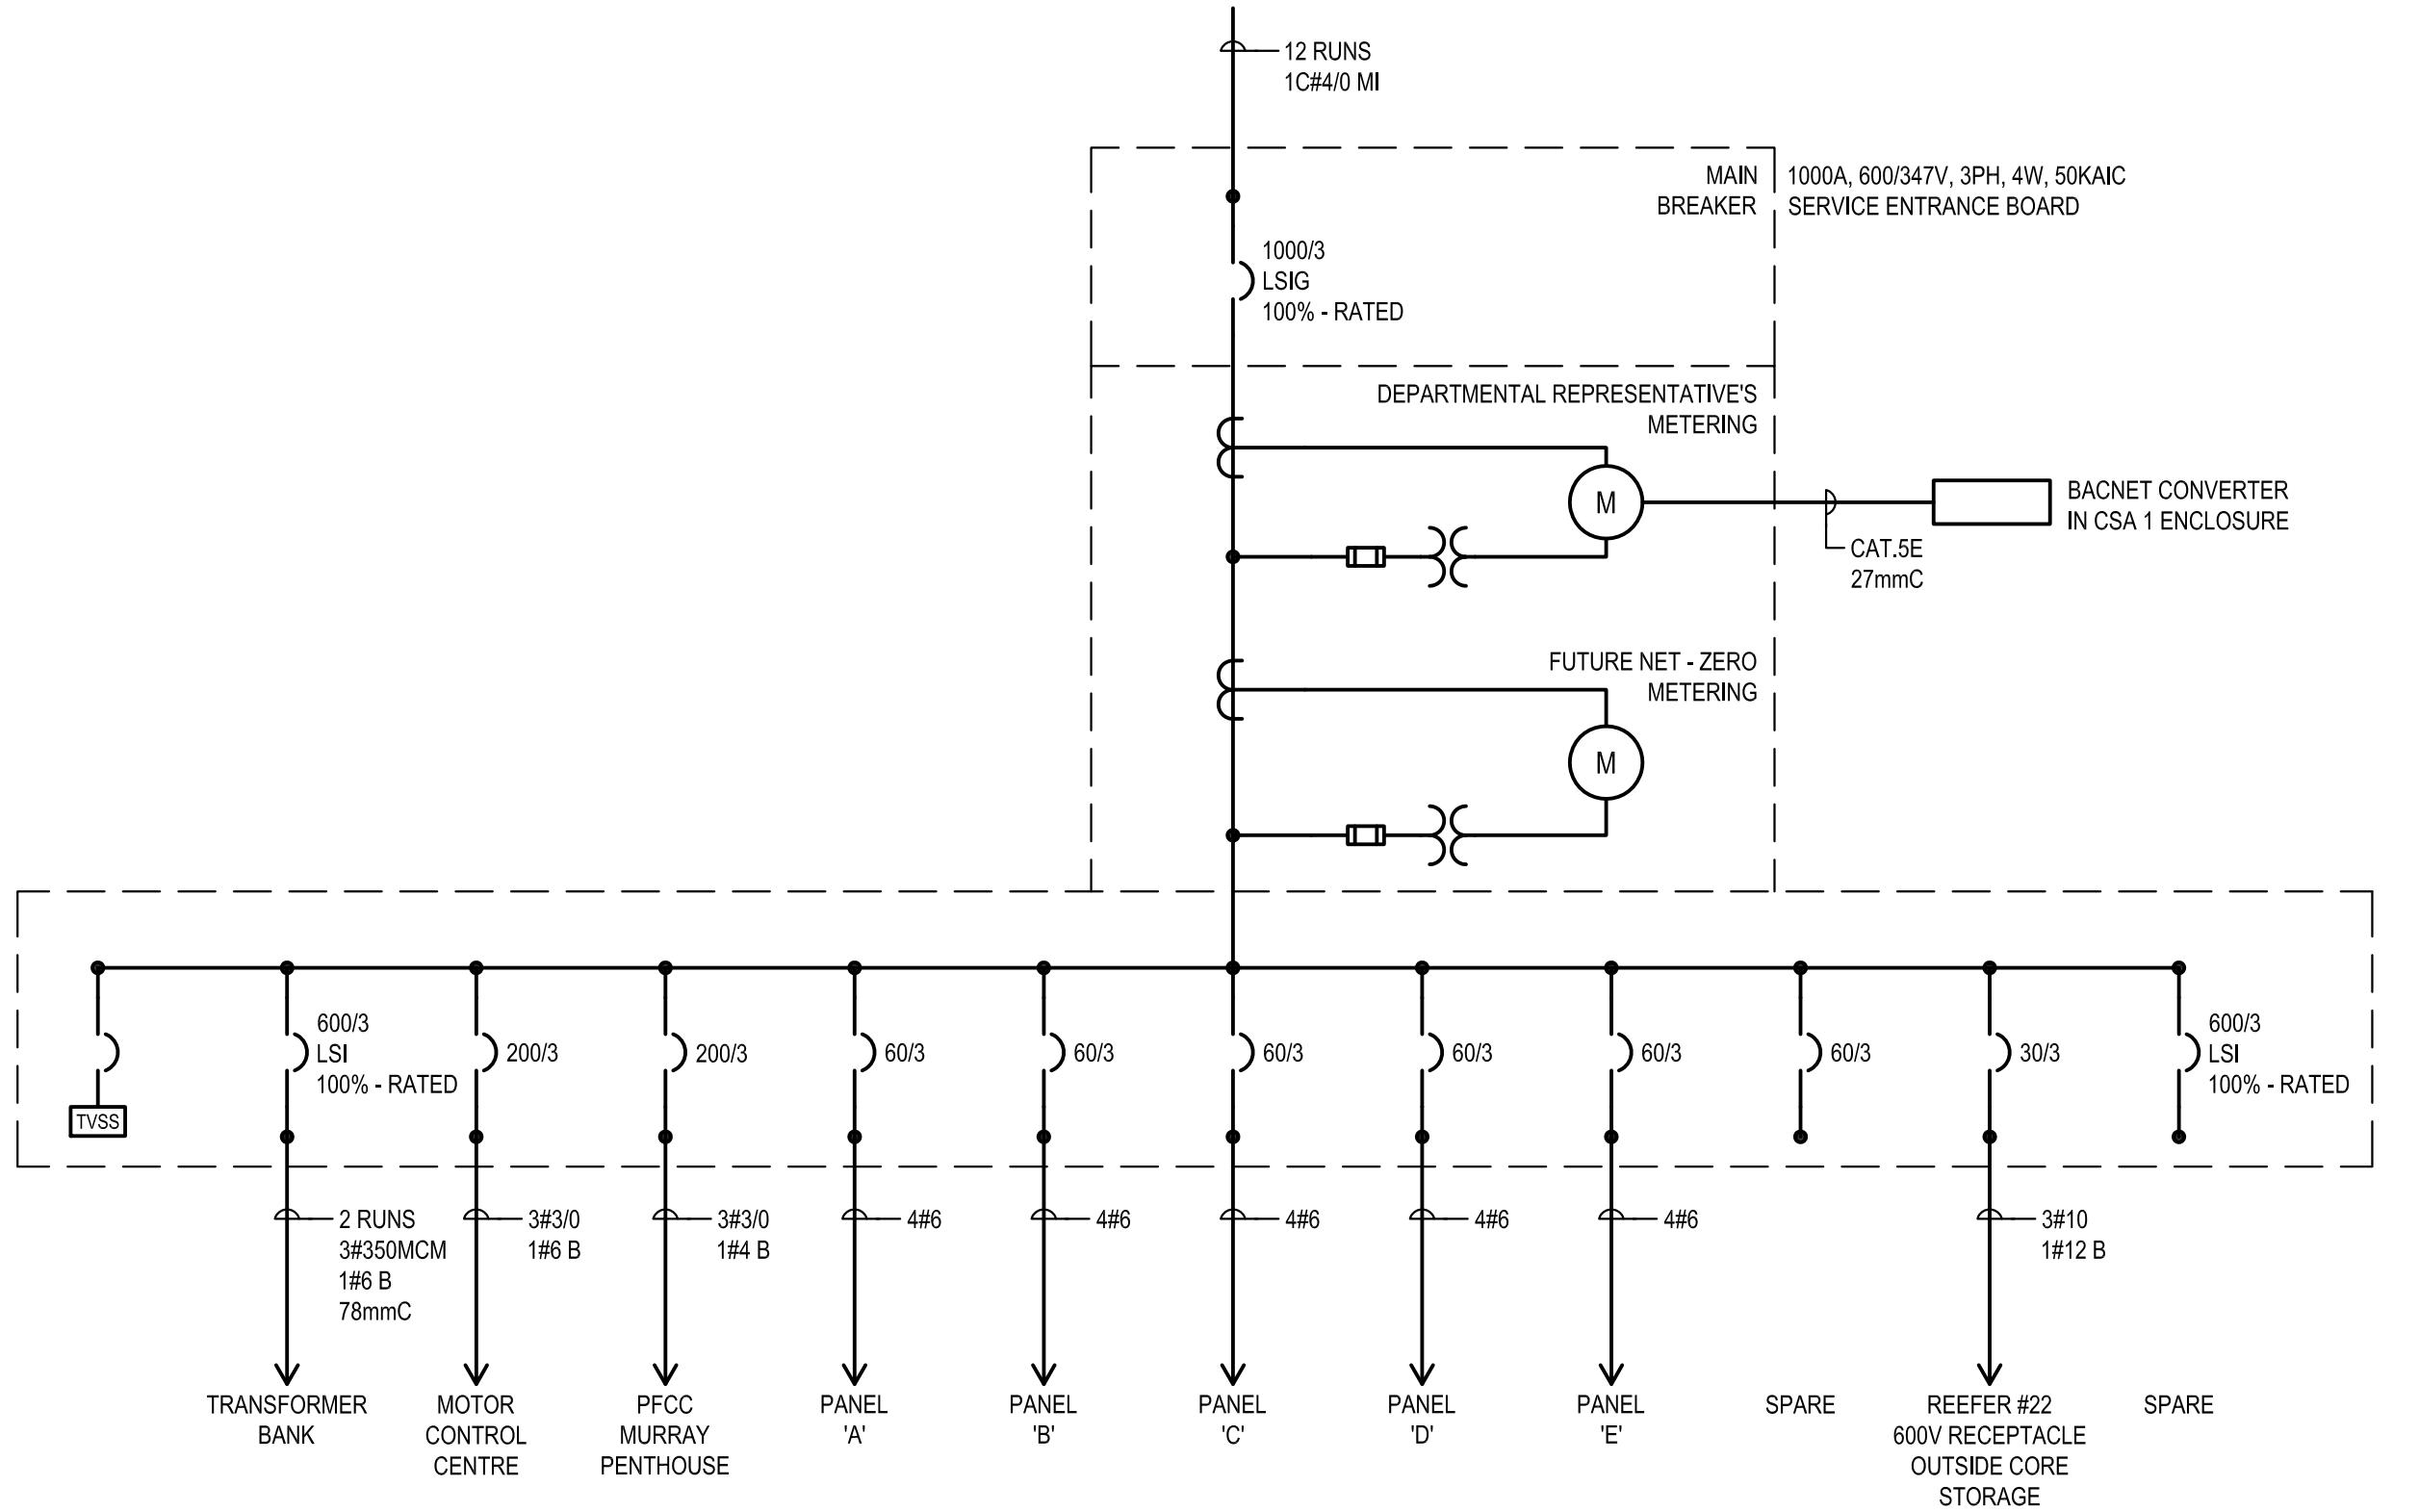 12 RUNS
1C#4/0 MI
MAIN
BREAKER
1000A, 600/347V, 3PH, 4W, 50KAIC
SERVICE ENTRANCE BOARD
1000/3
LSIG
100% - RATED
DEPARTMENTAL REPRESENTATIVE'S
METERING
M
BACNET CONVERTER
IN CSA 1 ENCLOSURE
CAT.5E
27mmC
FUTURE NET - ZERO
METERING
M
TVSS
600/3
LSI
100% - RATED
200/3
200/3
60/3
60/3
60/3
60/3
60/3
60/3
30/3
600/3
LSI
100% - RATED
2 RUNS
3#350MCM
1#6 B
78mmC
3#3/0
1#6 B
3#3/0
1#4 B
4#6
4#6
4#6
4#6
4#6
3#10
1#12 B
TRANSFORMER
BANK
MOTOR
CONTROL
CENTRE
PFCC
MURRAY
PENTHOUSE
PANEL
'A'
PANEL
'B'
PANEL
'C'
PANEL
'D'
PANEL
'E'
SPARE
REEFER #22
600V RECEPTACLE
OUTSIDE CORE
STORAGE
SPARE